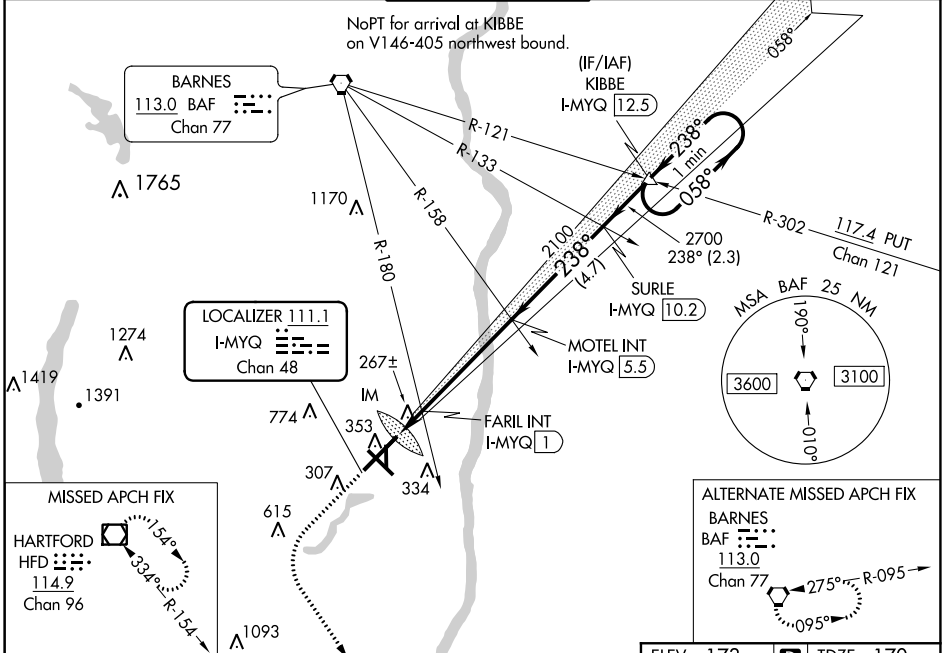 NoPT for arrival at KIBBE
on V146-405 northwest bound.
058°
(IF/IAF)
KIBBE
I-MYQ 12.5
BARNES
113.0 BAF
Chan 77
R-121
R-133
R-158
R-180
238°
1 min
058°
1765
1170
2100
238°
(4.7)
2700
238° (2.3)
R-302
117.4 PUT
Chan 121
SURLE
I-MYQ 10.2
MSA BAF 25 NM
190°
3600
3100
010°
LOCALIZER 111.1
I-MYQ
Chan 48
1274
1419
1391
267±
IM
MOTEL INT
I-MYQ 5.5
774
353
FARIL INT
I-MYQ 1
307
334
615
1093
MISSED APCH FIX
HARTFORD
HFD
114.9
Chan 96
154°
334°
R-154
ALTERNATE MISSED APCH FIX
BARNES
BAF
113.0
Chan 77
275°
R-095
095°
ELEV 173
D
TDZE 170